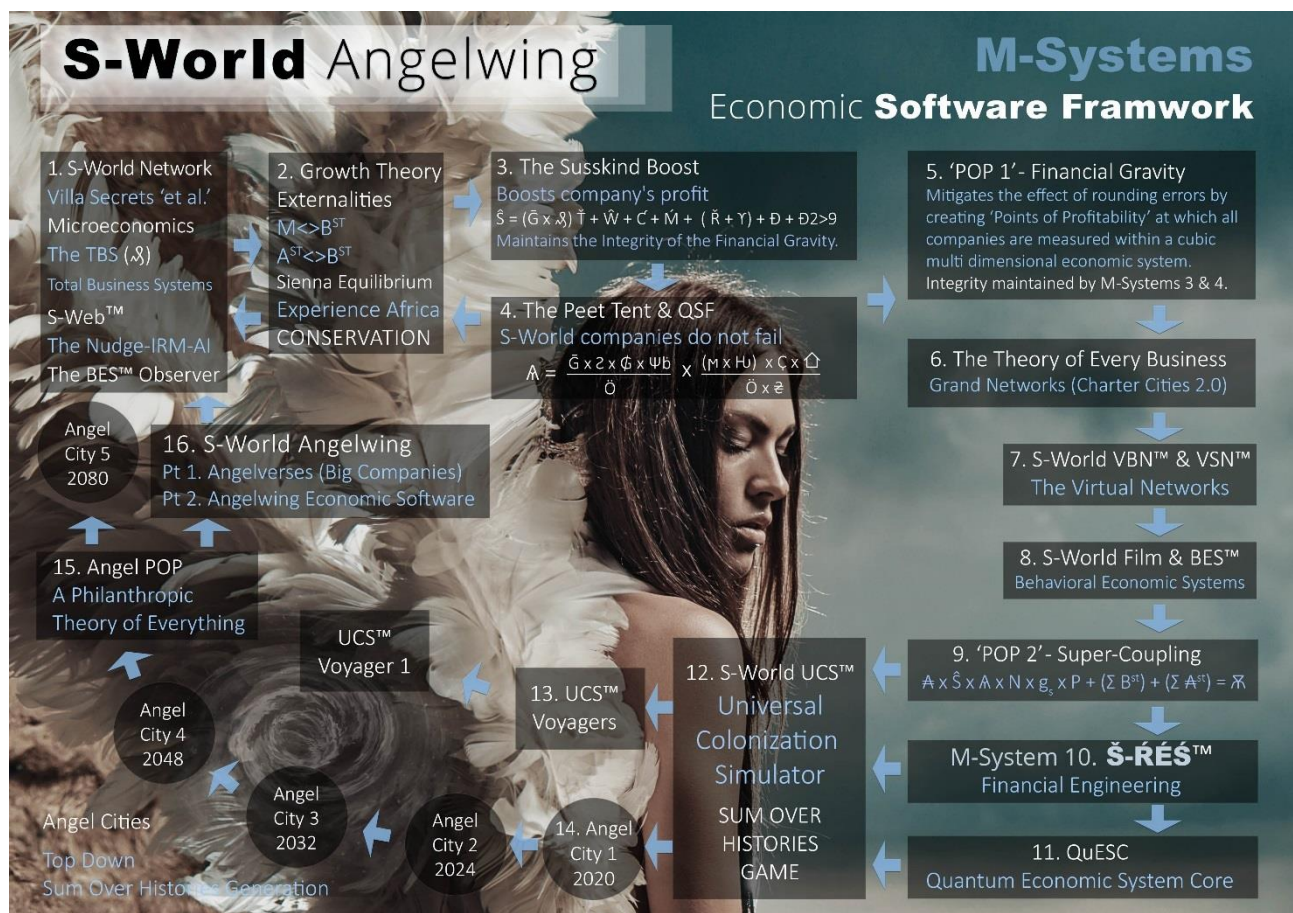 S-World Angelwing
M-Systems
Economic Software Framwork
1. S-World Network
Villa Secrets ‘et al.’
Microeconomics
The TBS (𝒮)
Total Business Systems
S-Web™
The Nudge-IRM-AI
The BES™ Observer
2. Growth Theory
Externalities
M<>Bˢᵀ
Aˢᵀ<>Bˢᵀ
Sienna Equilibrium
Experience Africa
CONSERVATION
3. The Susskind Boost
Boosts company's profit
Maintains the Integrity of the Financial Gravity.
4. The Peet Tent & QSF
S-World companies do not fail
5. ‘POP 1’- Financial Gravity
Mitigates the effect of rounding errors by
creating ‘Points of Profitability’ at which all
companies are measured within a cubic
multi dimensional economic system.
Integrity maintained by M-Systems 3 & 4.
6. The Theory of Every Business
Grand Networks (Charter Cities 2.0)
7. S-World VBN™ & VSN™
The Virtual Networks
8. S-World Film & BES™
Behavioral Economic Systems
9. ‘POP 2’- Super-Coupling
M-System 10. Š-ŔÉŚ™
Financial Engineering
11. QuESC
Quantum Economic System Core
12. S-World UCS™
Universal
Colonization
Simulator
SUM OVER
HISTORIES
GAME
13. UCS™
Voyagers
UCS™
Voyager 1
14. Angel
City 1
2020
Angel
City 2
2024
Angel
City 3
2032
Angel
City 4
2048
Angel Cities
Top Down
Sum Over Histories Generation
15. Angel POP
A Philanthropic
Theory of Everything
Angel
City 5
2080
16. S-World Angelwing
Pt 1. Angelverses (Big Companies)
Pt 2. Angelwing Economic Software